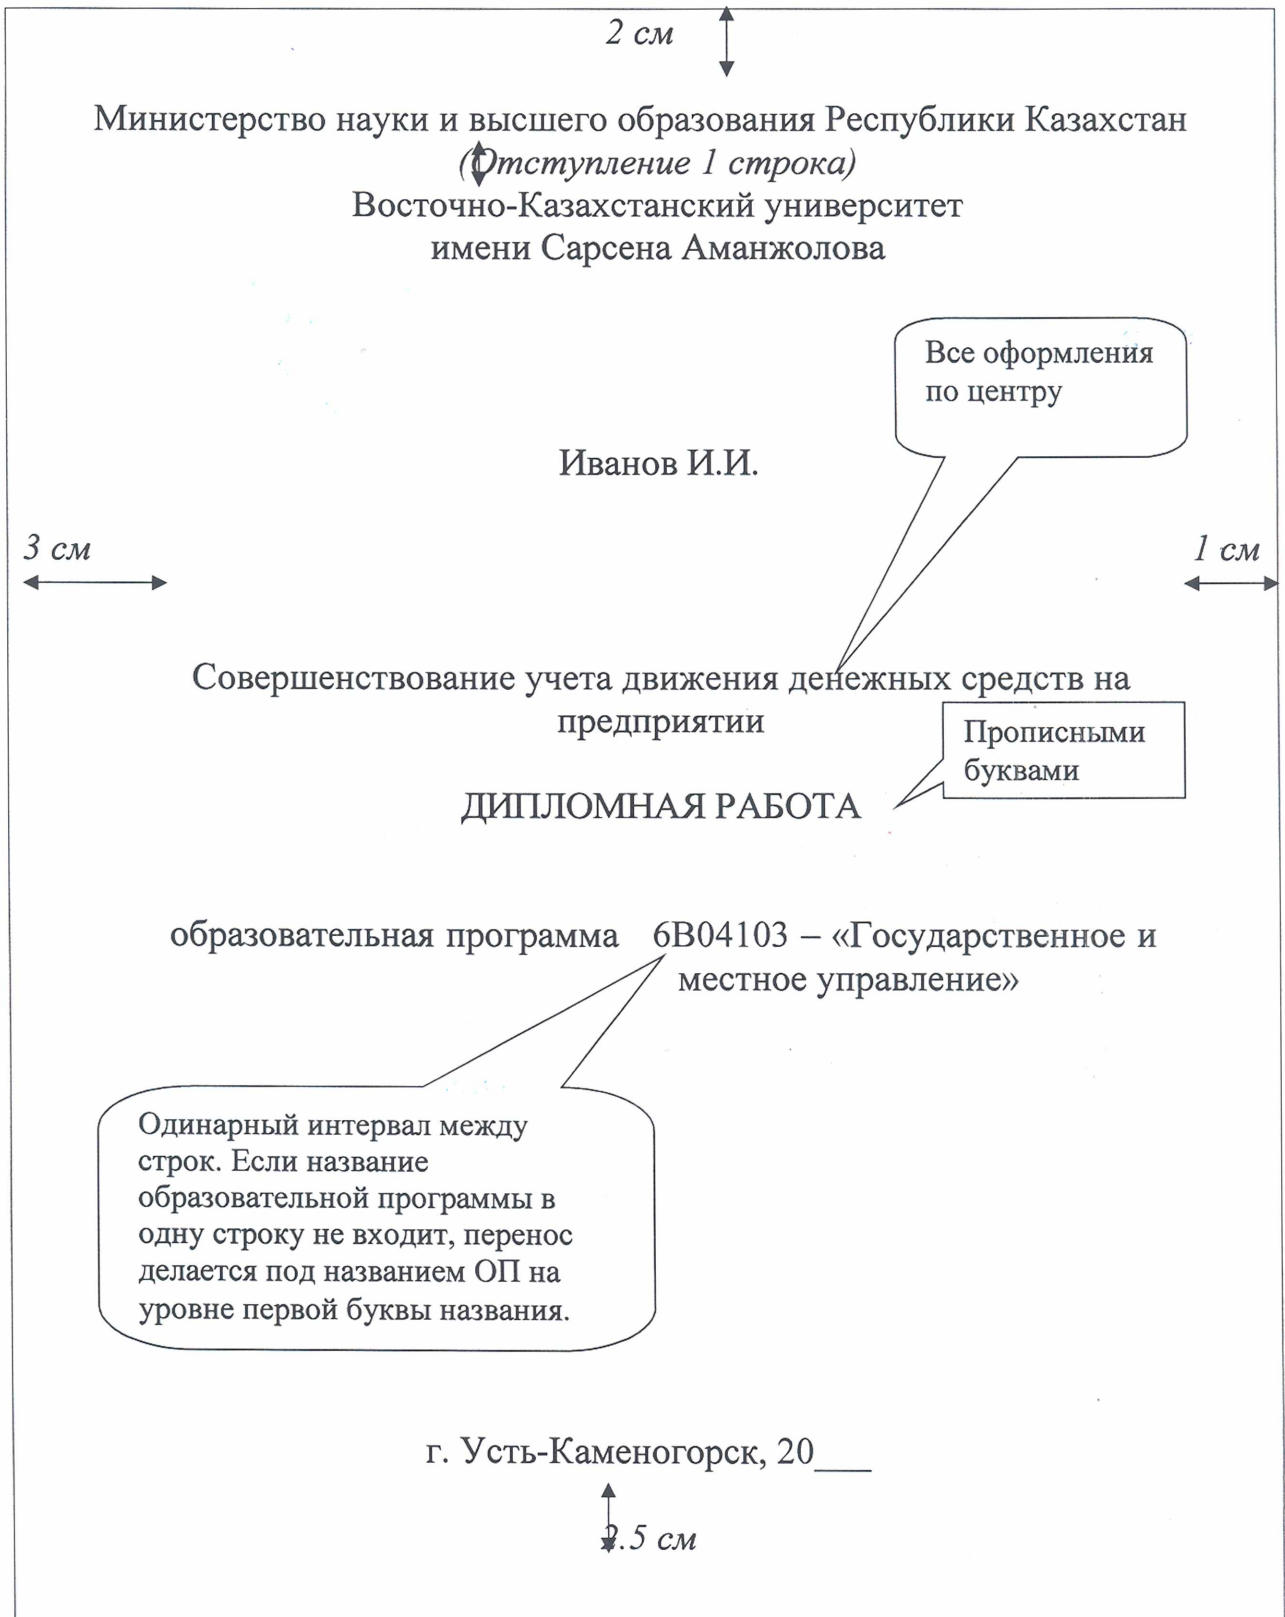 2 см
Министерство науки и высшего образования Республики Казахстан
(Отступление 1 строка)
Восточно-Казахстанский университет
имени Сарсена Аманжолова
Все оформления
по центру
Иванов И.И.
3 см
1 см
Совершенствование учета движения денежных средств на
предприятии
Прописными
буквами
ДИПЛОМНАЯ РАБОТА
образовательная программа 6В04103 – «Государственное и
местное управление»
Одинарный интервал между
строк. Если название
образовательной программы в
одну строку не входит, перенос
делается под названием ОП на
уровне первой буквы названия.
г. Усть-Каменогорск, 20___
2.5 см